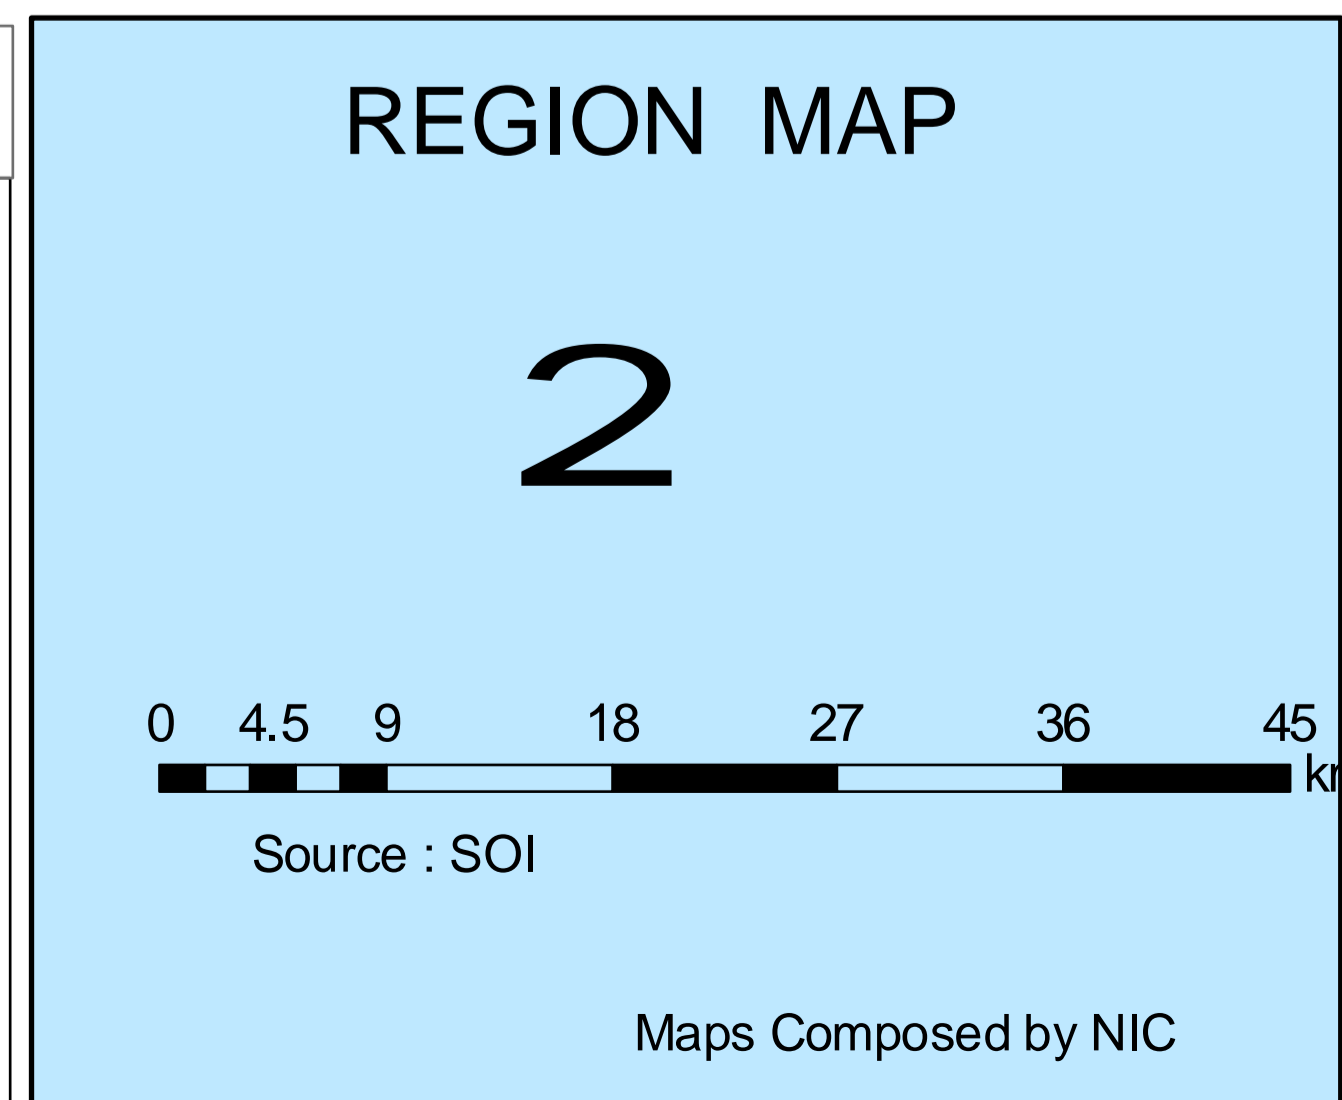 REGION MAP
2
0 4.5 9 18 27 36 45
Source : SOI
Maps Composed by NIC